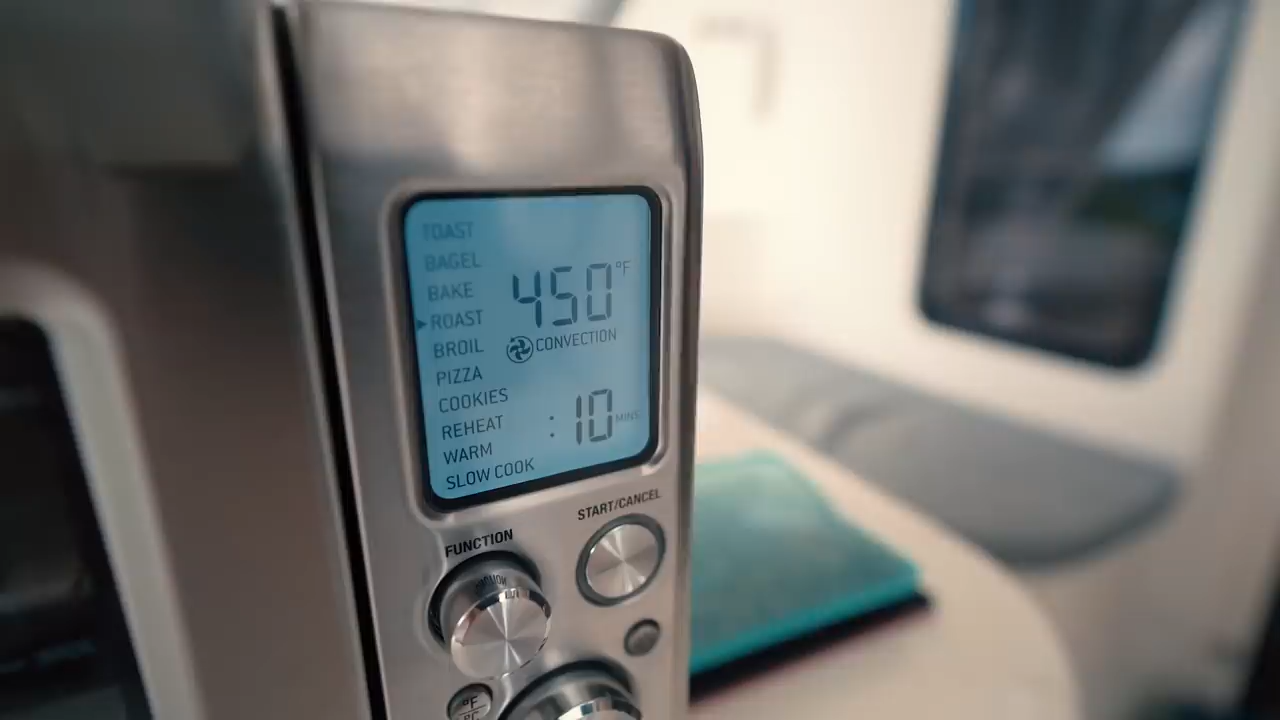 TOAST
BAGEL
BAKE
450°F
ROAST
CONVECTION
BROIL
PIZZA
COOKIES
REHEAT
:10 MINS
WARM
SLOW COOK
START/CANCEL
FUNCTION
°F
°C